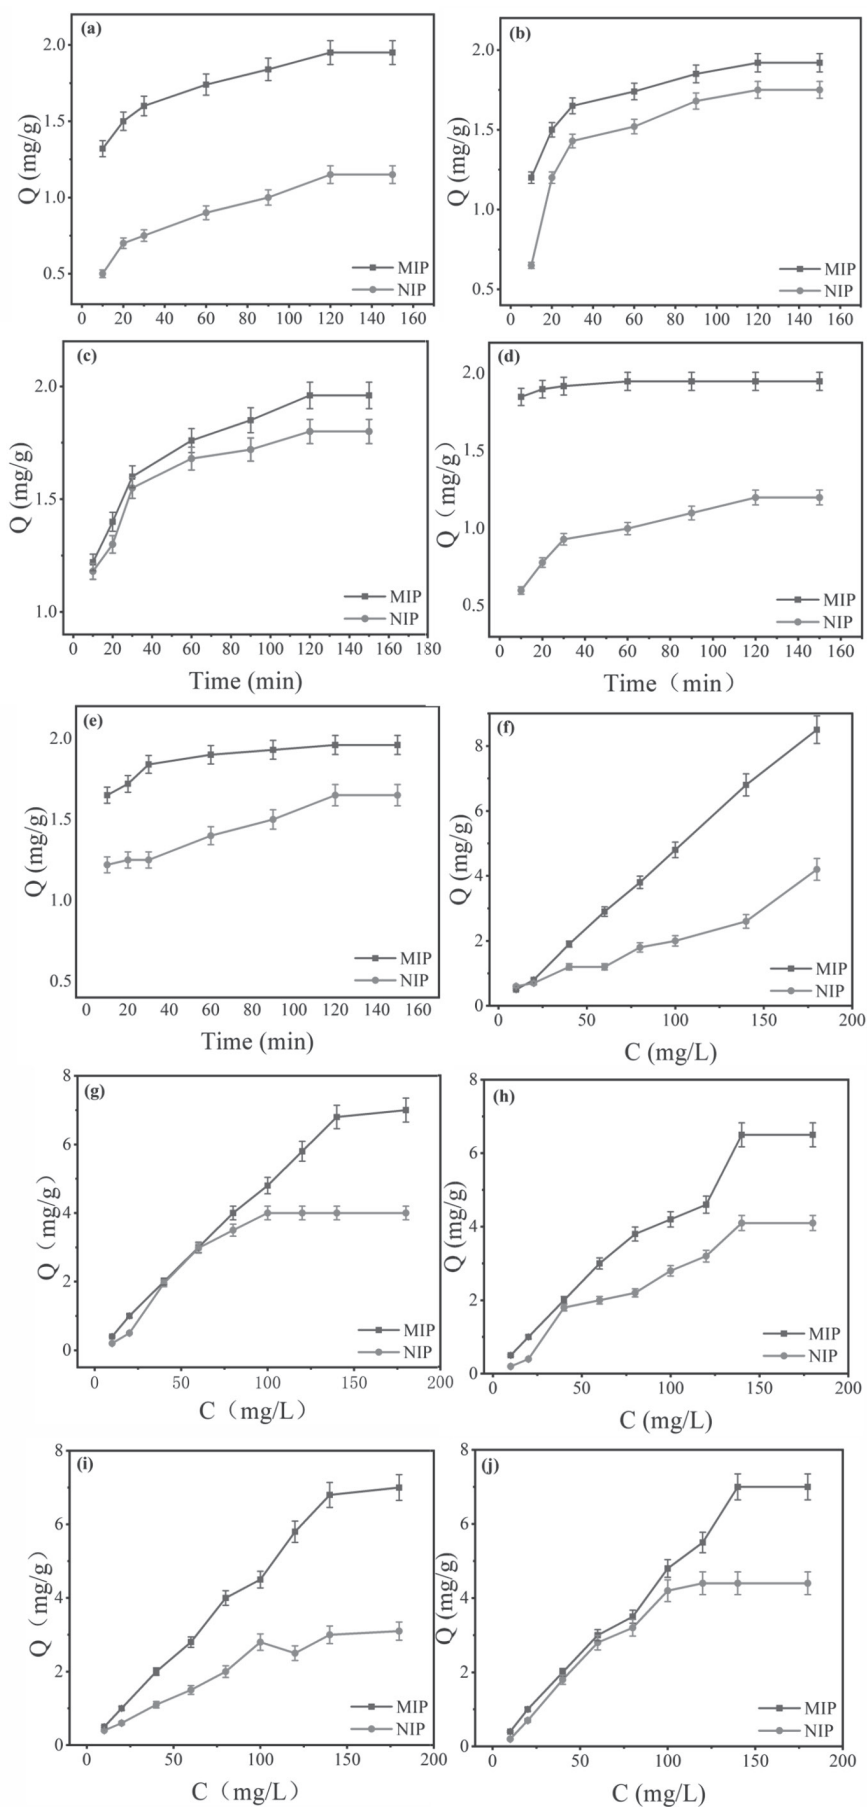 (a)
2.0
1.5
1.0
0.5
Q (mg/g)
MIP
NIP
0 20 40 60 80 100 120 140 160
(b)
2.0
1.5
1.0
0.5
Q (mg/g)
MIP
NIP
0 20 40 60 80 100 120 140 160
(c)
2.0
1.5
1.0
Q (mg/g)
MIP
NIP
0 20 40 60 80 100 120 140 160 180
Time (min)
(d)
2.0
1.5
1.0
0.5
Q（mg/g）
MIP
NIP
0 20 40 60 80 100 120 140 160
Time（min）
(e)
2.0
1.5
1.0
0.5
Q (mg/g)
MIP
NIP
0 20 40 60 80 100 120 140 160
Time (min)
(f)
8
6
4
2
0
Q (mg/g)
MIP
NIP
0 50 100 150 200
C (mg/L)
(g)
8
6
4
2
0
Q（mg/g）
MIP
NIP
0 50 100 150 200
C（mg/L）
(h)
8
6
4
2
0
Q (mg/g)
MIP
NIP
0 50 100 150 200
C (mg/L)
(i)
8
6
4
2
0
Q（mg/g）
MIP
NIP
0 50 100 150 200
C（mg/L）
(j)
8
6
4
2
0
Q (mg/g)
MIP
NIP
0 50 100 150 200
C (mg/L)